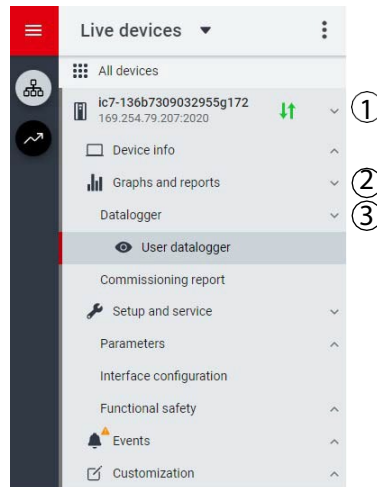 Live devices
All devices
ic7-136b7309032955g172
169.254.79.207:2020
1
Device info
Graphs and reports
2
Datalogger
3
User datalogger
Commissioning report
Setup and service
Parameters
Interface configuration
Functional safety
Events
Customization